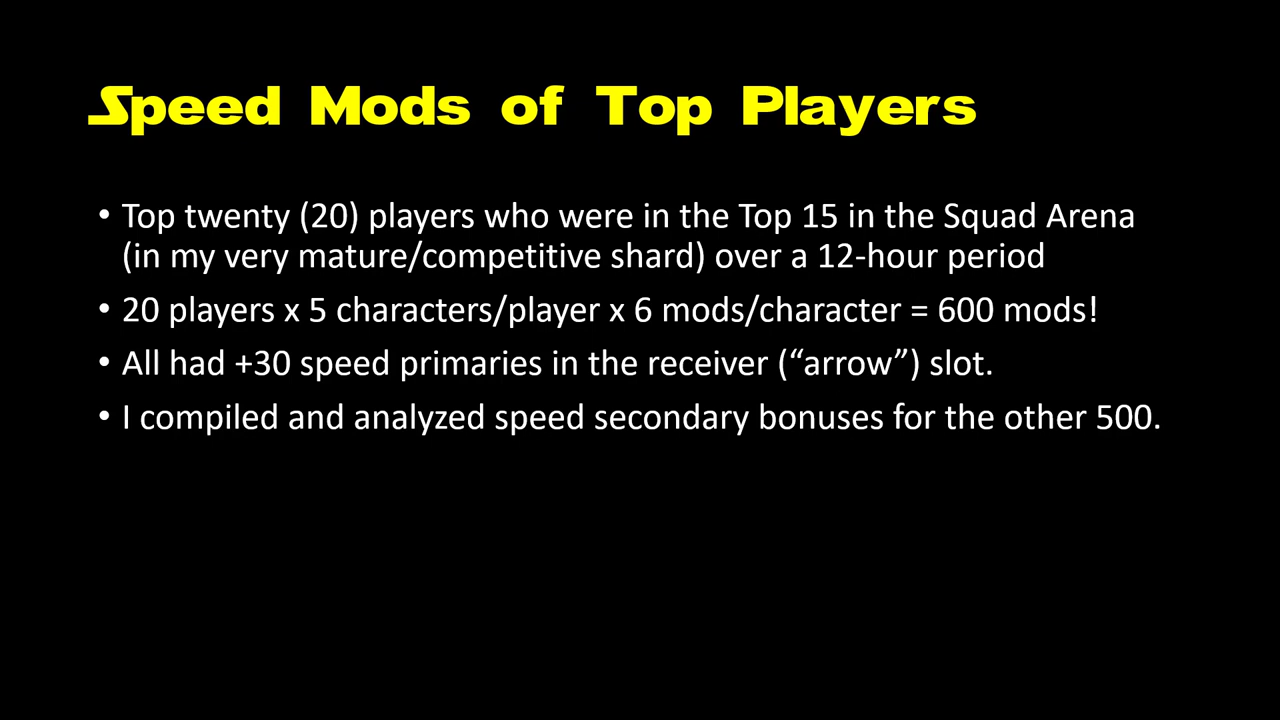 Speed Mods of Top Players
• Top twenty (20) players who were in the Top 15 in the Squad Arena
(in my very mature/competitive shard) over a 12-hour period
• 20 players x 5 characters/player x 6 mods/character = 600 mods!
• All had +30 speed primaries in the receiver (“arrow”) slot.
• I compiled and analyzed speed secondary bonuses for the other 500.